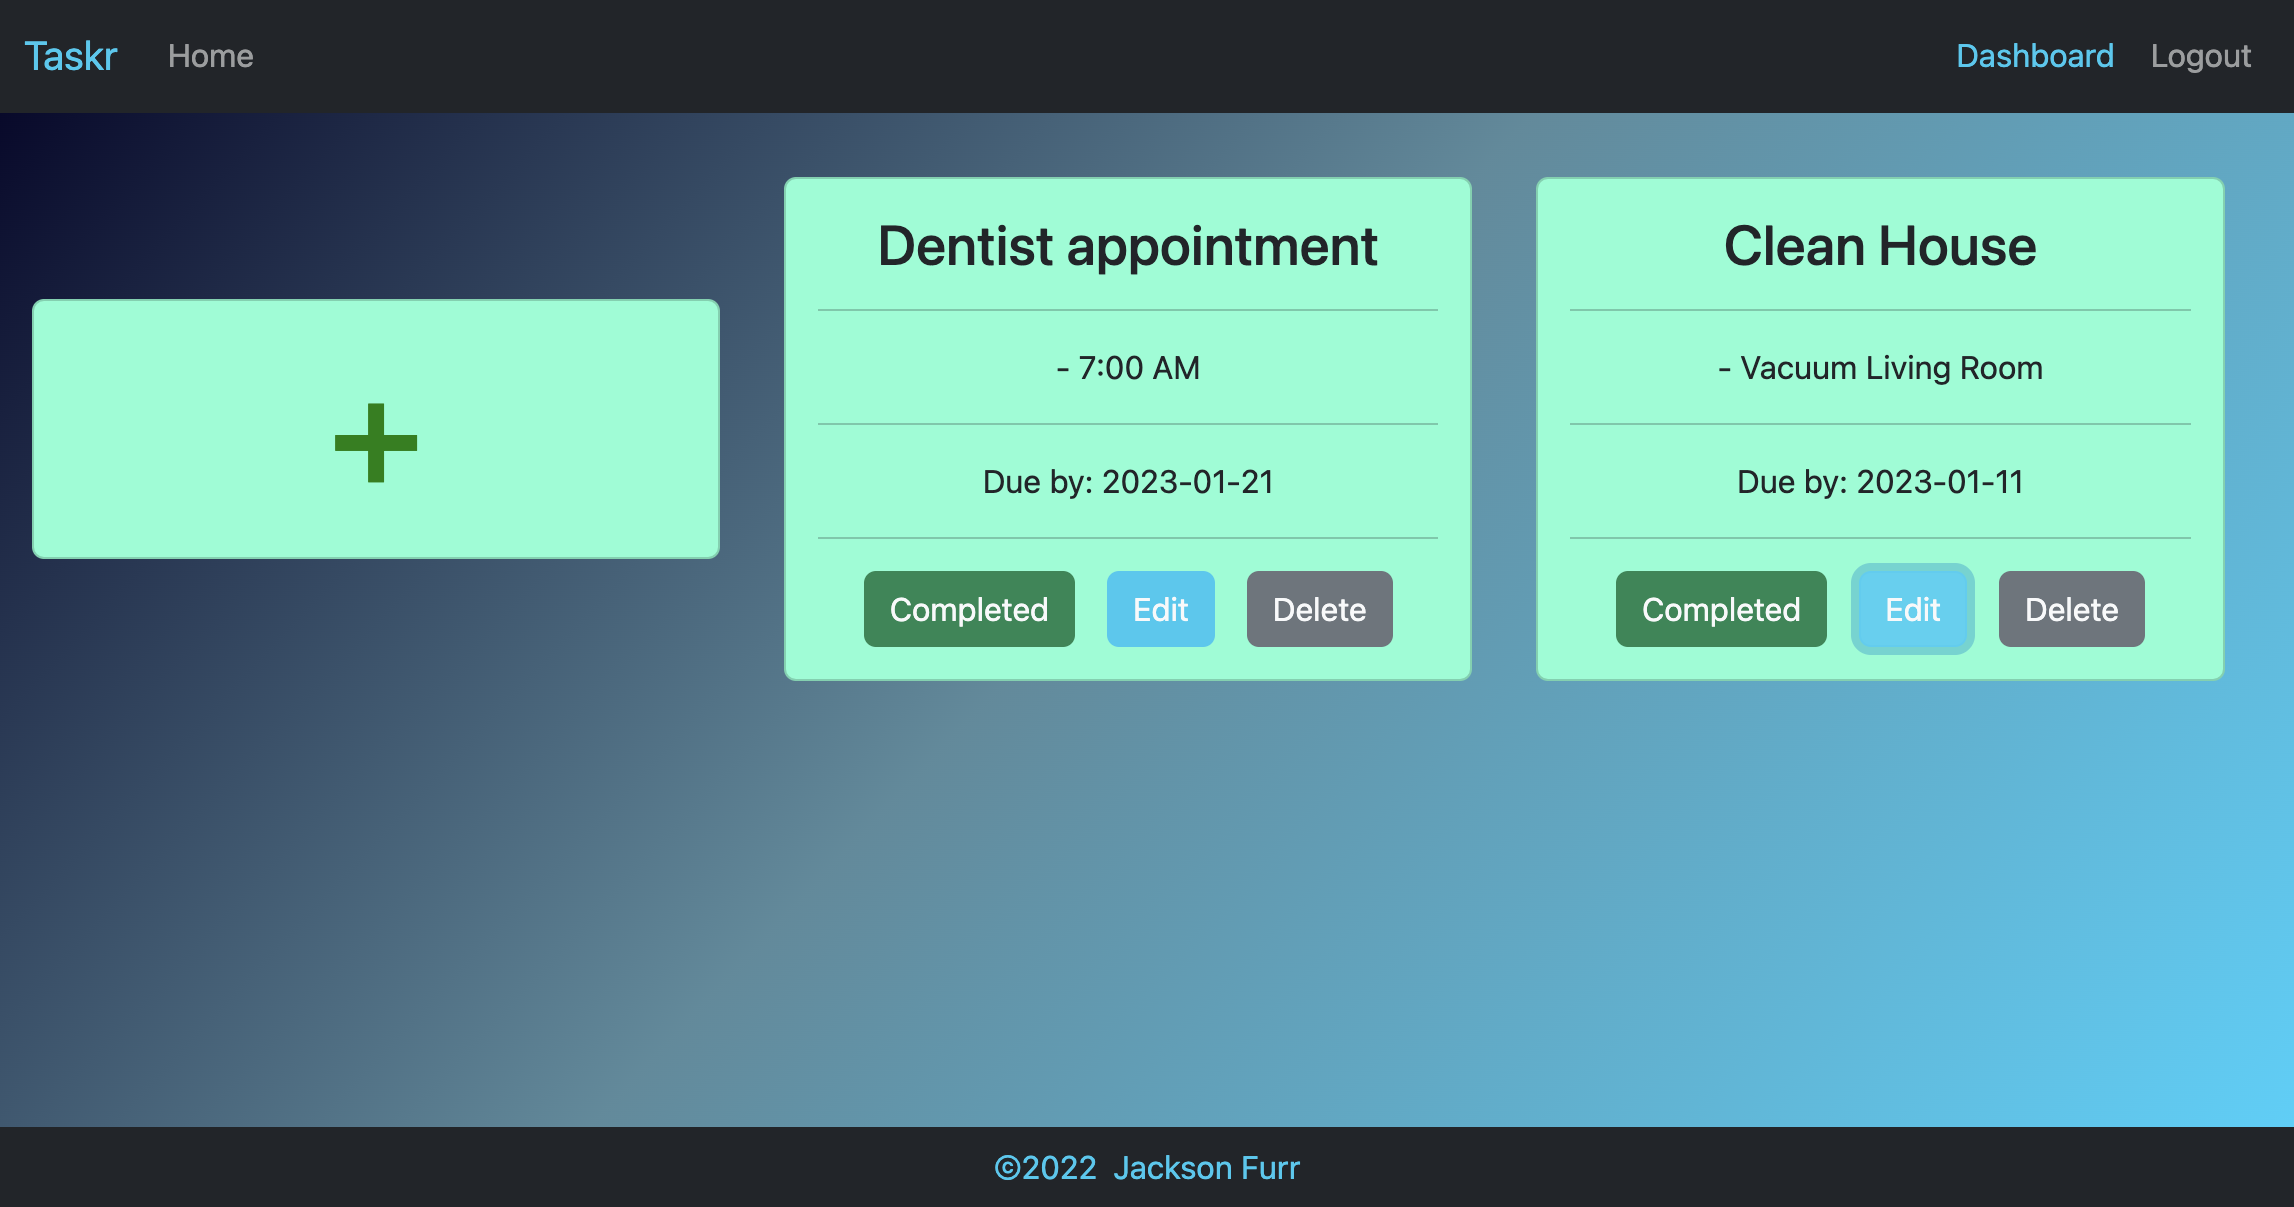 Taskr Home Dashboard Logout
+
Dentist appointment
- 7:00 AM
Due by: 2023-01-21
Completed Edit Delete
Clean House
- Vacuum Living Room
Due by: 2023-01-11
Completed Edit Delete
©2022 Jackson Furr